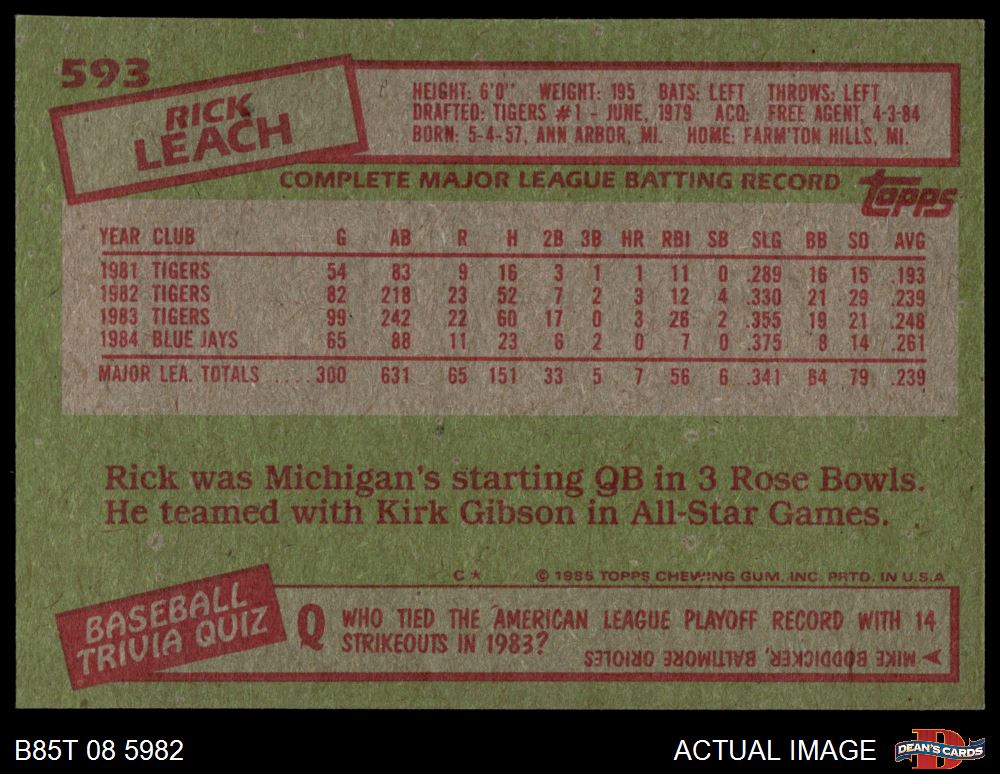 593
RICK
LEACH
HEIGHT: 6'0" WEIGHT: 195 BATS: LEFT THROWS: LEFT
DRAFTED: TIGERS #1 - JUNE, 1979 ACQ: FREE AGENT, 4-3-84
BORN: 5-4-57, ANN ARBOR, MI. HOME: FARM'TON HILLS, MI.
COMPLETE MAJOR LEAGUE BATTING RECORD
Topps
YEAR CLUB G AB R H 2B 3B HR RBI SB SLG BB SO AVG
1981 TIGERS 54 83 9 16 3 1 1 11 0 .289 16 15 .193
1982 TIGERS 82 218 23 52 7 2 3 12 4 .330 21 29 .239
1983 TIGERS 99 242 22 60 17 0 3 26 2 .355 19 21 .248
1984 BLUE JAYS 65 88 11 23 6 2 0 7 0 .375 8 14 .261
MAJOR LEA. TOTALS .... 300 631 65 151 33 5 7 56 6 .341 64 79 .239
Rick was Michigan's starting QB in 3 Rose Bowls.
He teamed with Kirk Gibson in All-Star Games.
C* © 1985 TOPPS CHEWING GUM, INC. PRTD. IN U.S.A.
BASEBALL
TRIVIA QUIZ
Q WHO TIED THE AMERICAN LEAGUE PLAYOFF RECORD WITH 14
STRIKEOUTS IN 1983?
MIKE BODDICKER, BALTIMORE ORIOLES
B85T 08 5982
ACTUAL IMAGE
D
DEAN'S CARDS